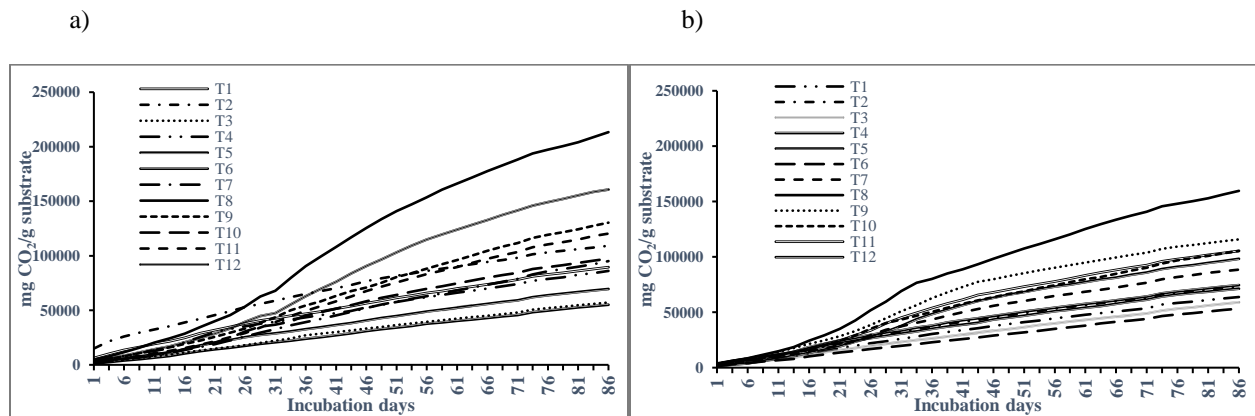 a)
b)
250000
200000
150000
100000
50000
0
mg CO₂/g substrate
T1
T2
T3
T4
T5
T6
T7
T8
T9
T10
T11
T12
1 6 11 16 21 26 31 36 41 46 51 56 61 66 71 76 81 86
Incubation days
250000
200000
150000
100000
50000
0
mg CO₂/g substrate
T1
T2
T3
T4
T5
T6
T7
T8
T9
T10
T11
T12
1 6 11 16 21 26 31 36 41 46 51 56 61 66 71 76 81 86
Incubation days